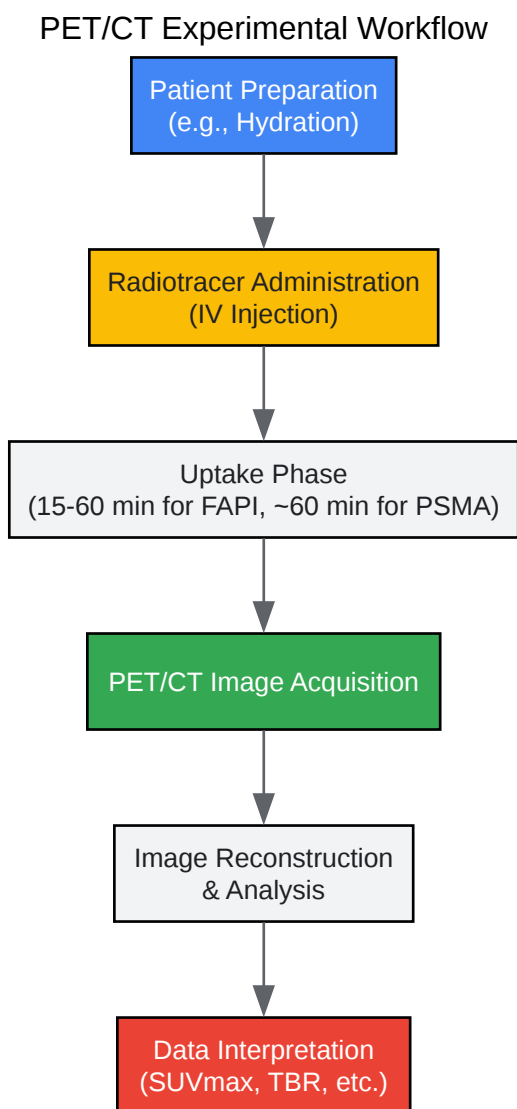 PET/CT Experimental Workflow
Patient Preparation
(e.g., Hydration)
Radiotracer Administration
(IV Injection)
Uptake Phase
(15-60 min for FAPI, ~60 min for PSMA)
PET/CT Image Acquisition
Image Reconstruction
& Analysis
Data Interpretation
(SUVmax, TBR, etc.)